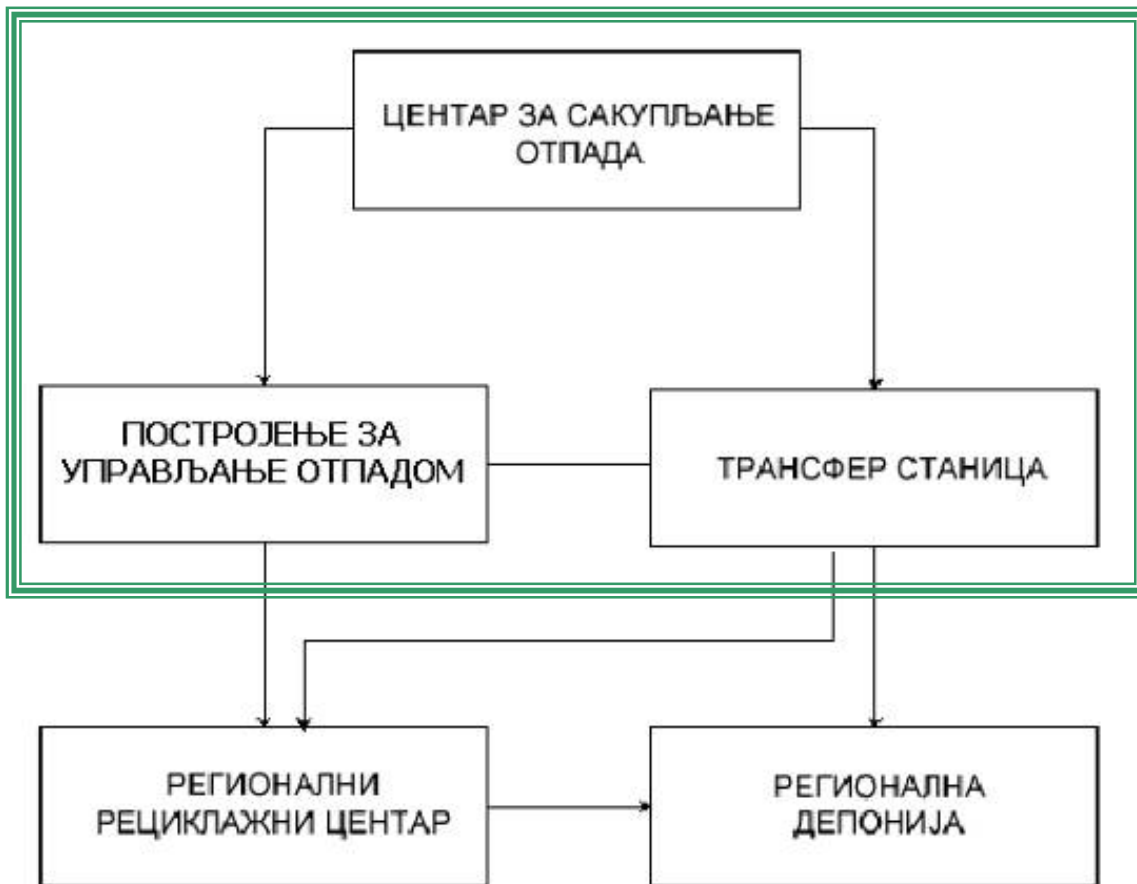 ЦЕНТАР ЗА САКУПЉАЊЕ
ОТПАДА
ПОСТРОЈЕЊЕ ЗА
УПРАВЉАЊЕ ОТПАДОМ
ТРАНСФЕР СТАНИЦА
РЕГИОНАЛНИ
РЕЦИКЛАЖНИ ЦЕНТАР
РЕГИОНАЛНА
ДЕПОНИЈА